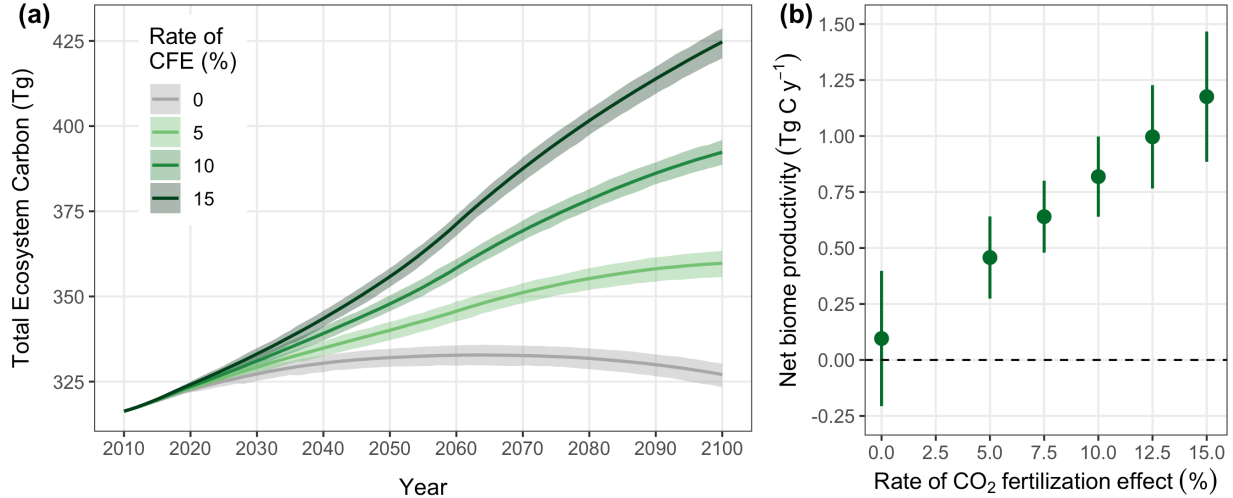 (a)
Total Ecosystem Carbon (Tg)
425
400
375
350
325
Rate of
CFE (%)
0
5
10
15
2010 2020 2030 2040 2050 2060 2070 2080 2090 2100
Year
(b)
Net biome productivity (Tg C y⁻¹)
1.50
1.25
1.00
0.75
0.50
0.25
0.00
-0.25
0.0 2.5 5.0 7.5 10.0 12.5 15.0
Rate of CO₂ fertilization effect (%)